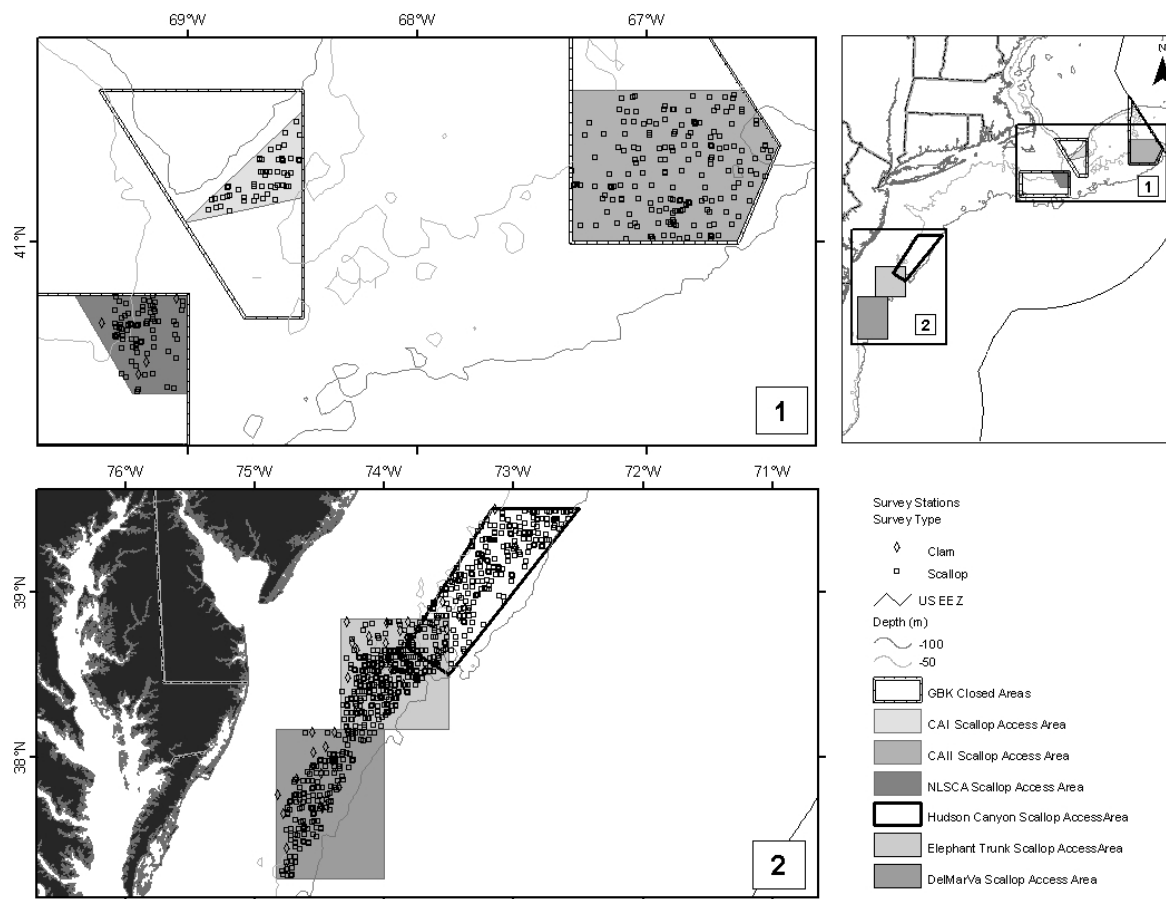 69°W 68°W 67°W
41°N
1
N
1
2
76°W 75°W 74°W 73°W 72°W 71°W
39°N
38°N
2
Survey Stations
Survey Type
Clam
Scallop
US EEZ
Depth (m)
-100
-50
GBK Closed Areas
CAI Scallop Access Area
CAII Scallop Access Area
NLSCA Scallop Access Area
Hudson Canyon Scallop AccessArea
Elephant Trunk Scallop AccessArea
DelMarVa Scallop Access Area